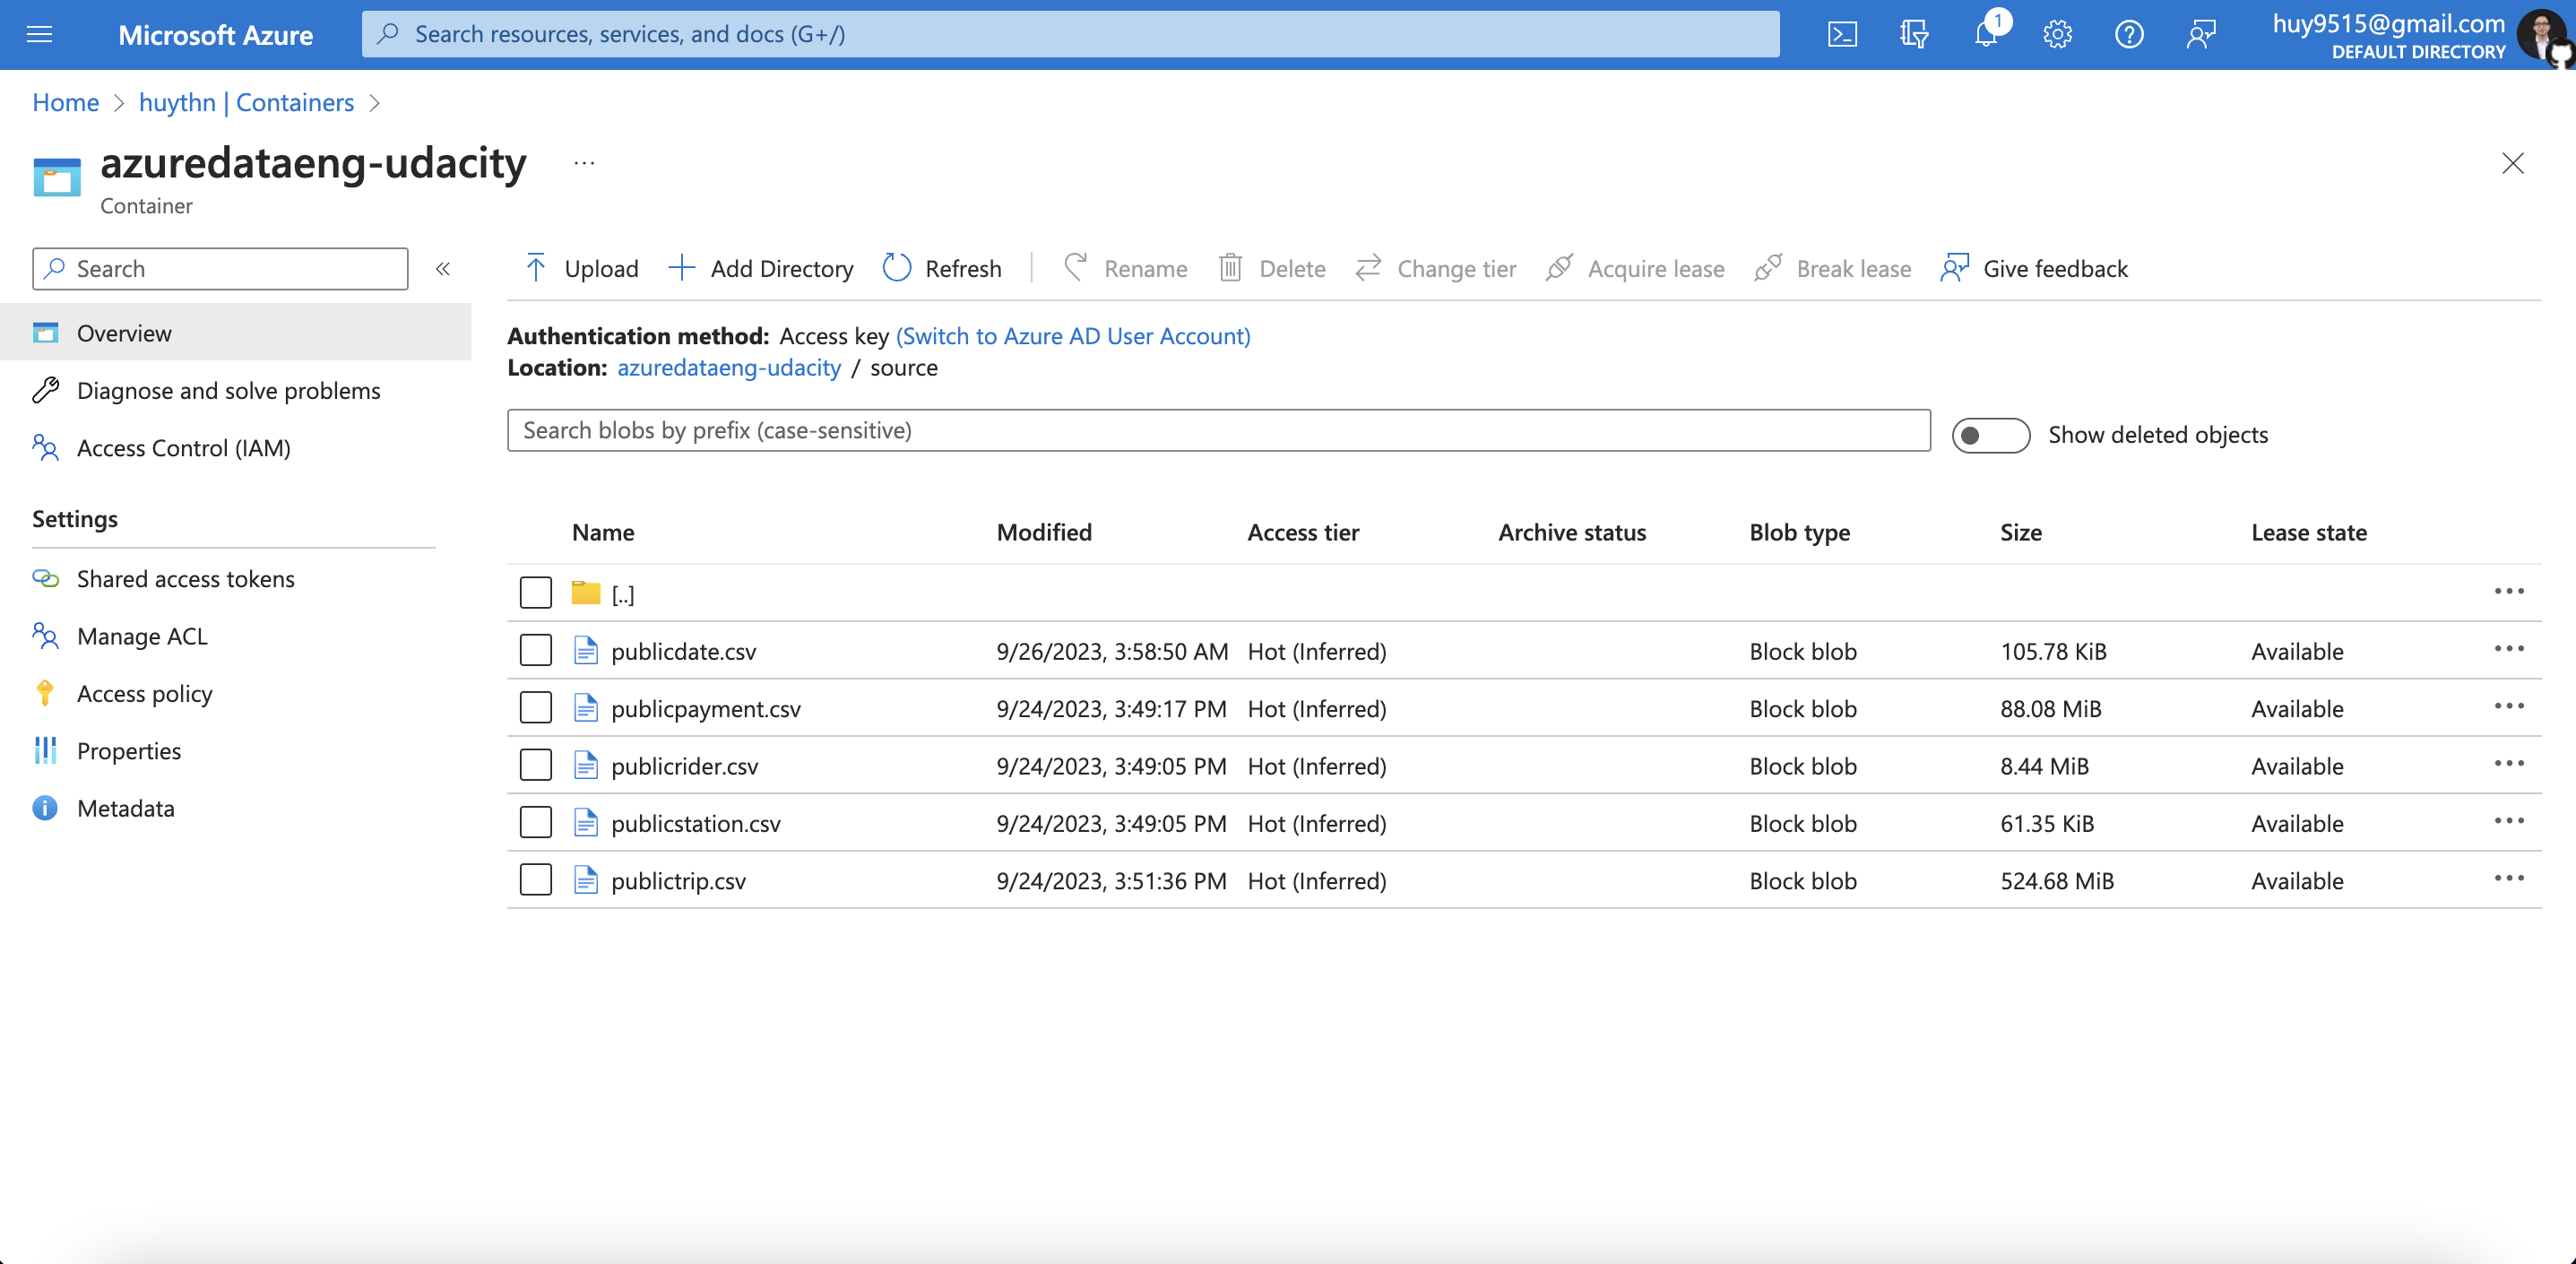 Microsoft Azure
Search resources, services, and docs (G+/)
1
huy9515@gmail.com
DEFAULT DIRECTORY
Home > huythn | Containers >
azuredataeng-udacity ...
Container
Search
«
Upload
Add Directory
Refresh
Rename
Delete
Change tier
Acquire lease
Break lease
Give feedback
Overview
Diagnose and solve problems
Access Control (IAM)
Settings
Shared access tokens
Manage ACL
Access policy
Properties
Metadata
Authentication method: Access key (Switch to Azure AD User Account)
Location: azuredataeng-udacity / source
Search blobs by prefix (case-sensitive)
Show deleted objects
Name Modified Access tier Archive status Blob type Size Lease state
[..]
publicdate.csv 9/26/2023, 3:58:50 AM Hot (Inferred) Block blob 105.78 KiB Available
publicpayment.csv 9/24/2023, 3:49:17 PM Hot (Inferred) Block blob 88.08 MiB Available
publicrider.csv 9/24/2023, 3:49:05 PM Hot (Inferred) Block blob 8.44 MiB Available
publicstation.csv 9/24/2023, 3:49:05 PM Hot (Inferred) Block blob 61.35 KiB Available
publictrip.csv 9/24/2023, 3:51:36 PM Hot (Inferred) Block blob 524.68 MiB Available